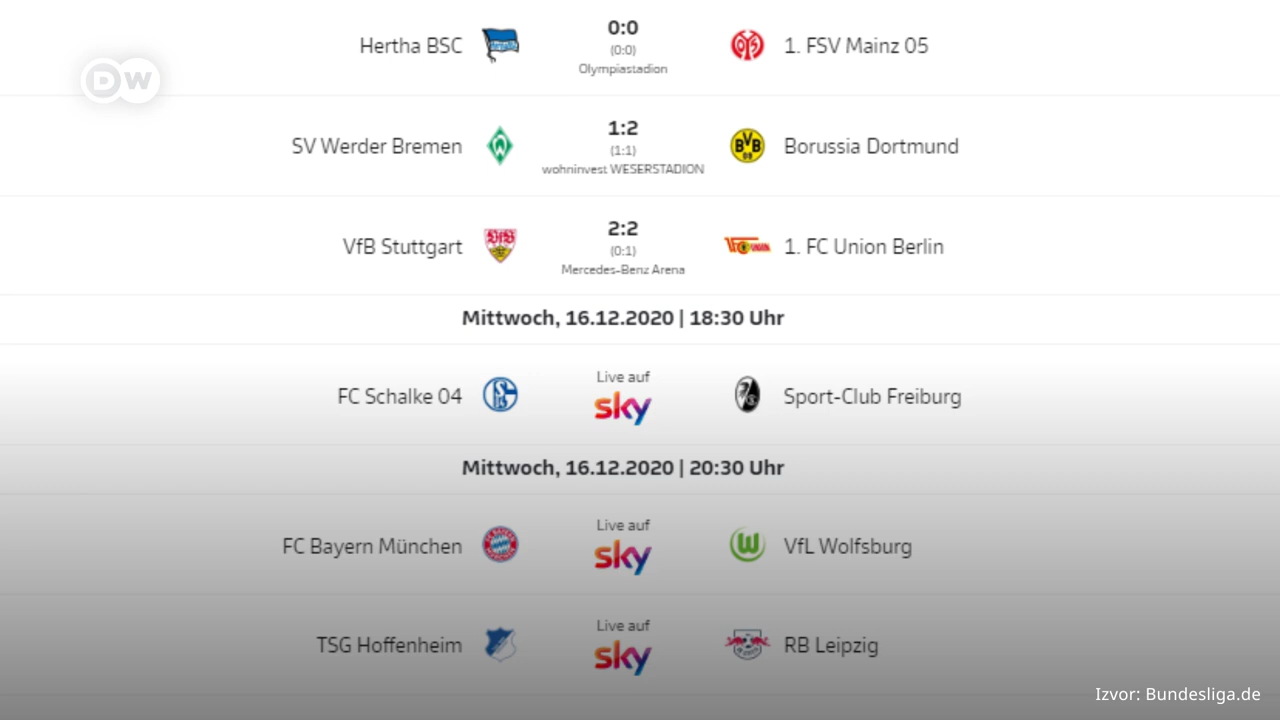 DW
0:0
Hertha BSC
(0:0)
1. FSV Mainz 05
Olympiastadion
1:2
SV Werder Bremen
(1:1)
BVB
09
Borussia Dortmund
wohninvest WESERSTADION
2:2
VfB Stuttgart
(0:1)
1. FC Union Berlin
Mercedes-Benz Arena
Mittwoch, 16.12.2020 | 18:30 Uhr
Live auf
FC Schalke 04
sky
Sport-Club Freiburg
Mittwoch, 16.12.2020 | 20:30 Uhr
Live auf
FC Bayern München
sky
VfL Wolfsburg
Live auf
TSG Hoffenheim
sky
RB Leipzig
Izvor: Bundesliga.de